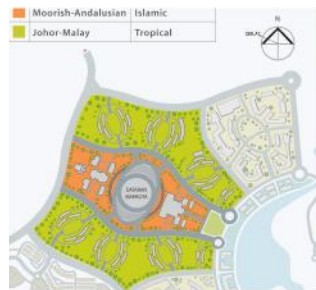 Moorish-Andalusian Islamic
Johor-Malay Tropical
N
DATARAN
MAHKOTA